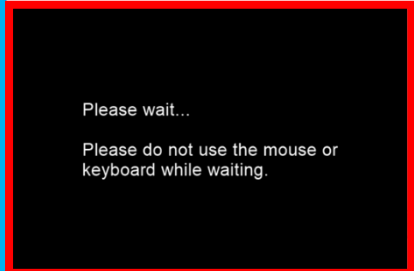 Please wait...
Please do not use the mouse or
keyboard while waiting.